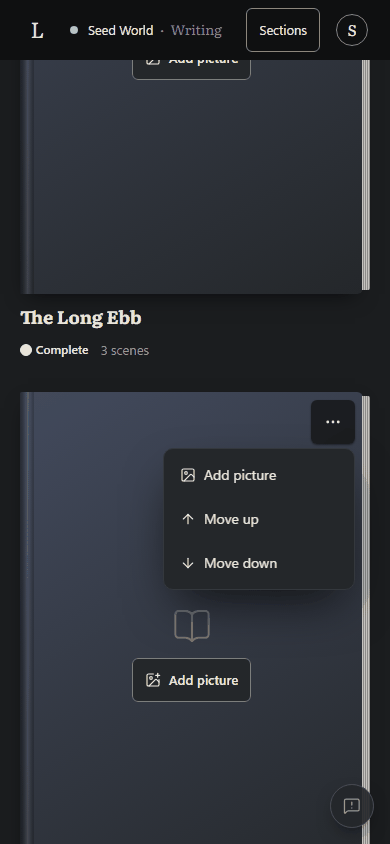 L
Seed World · Writing
Sections
S
Add picture
The Long Ebb
Complete 3 scenes
...
Add picture
Move up
Move down
Add picture